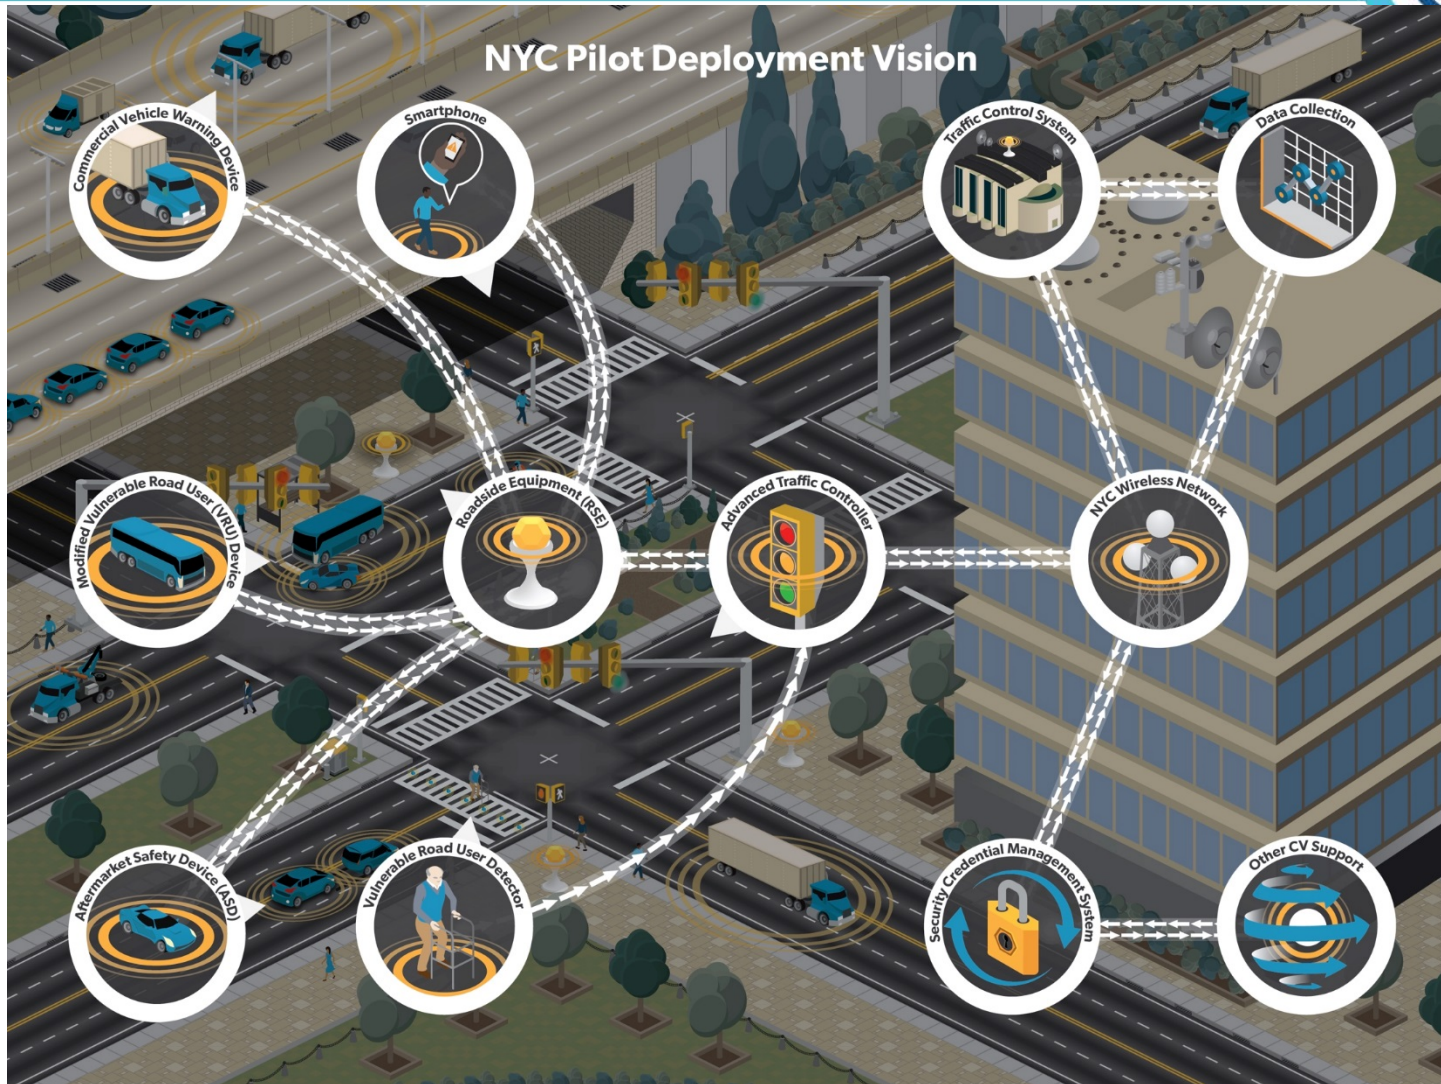 NYC Pilot Deployment Vision
Commercial Vehicle Warning Device
Smartphone
Traffic Control System
Data Collection
Modified Vulnerable Road User (VRU) Device
Roadside Equipment (RSE)
Advanced Traffic Controller
NYC Wireless Network
Aftermarket Safety Device (ASD)
Vulnerable Road User Detector
Security Credential Management System
Other CV Support